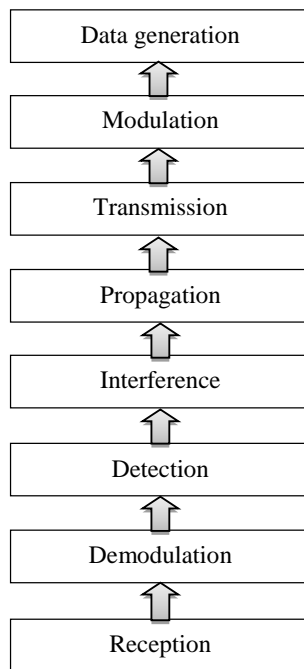 Data generation
Modulation
Transmission
Propagation
Interference
Detection
Demodulation
Reception